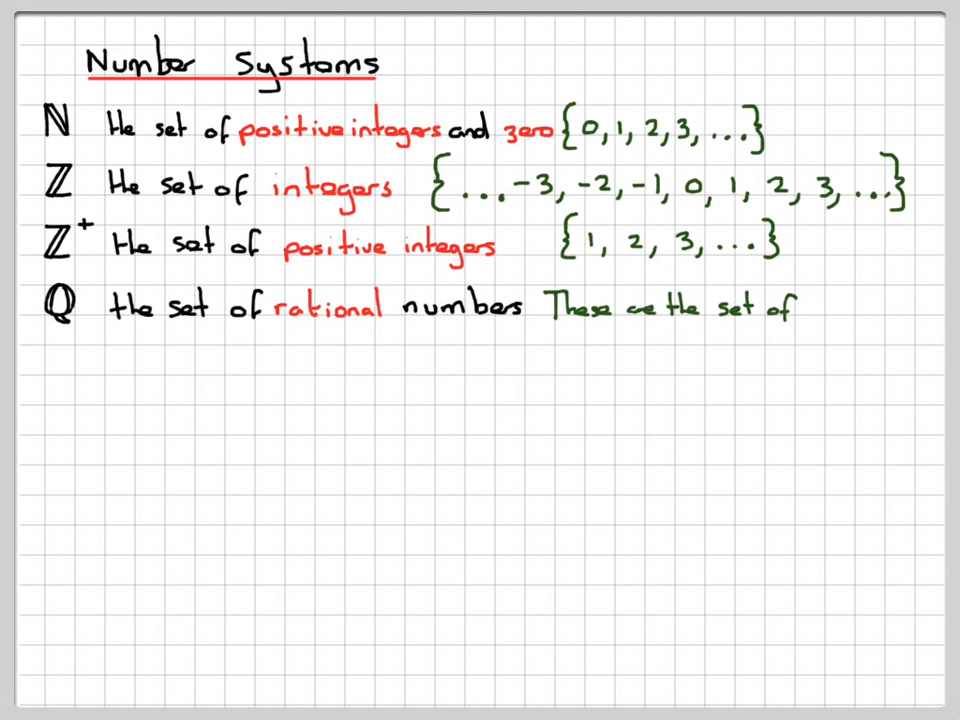 Number Systems
ℕ the set of positive integers and zero {0, 1, 2, 3, ...}
ℤ the set of integers {... -3, -2, -1, 0, 1, 2, 3, ...}
ℤ⁺ the set of positive integers {1, 2, 3, ...}
ℚ the set of rational numbers These are the set of